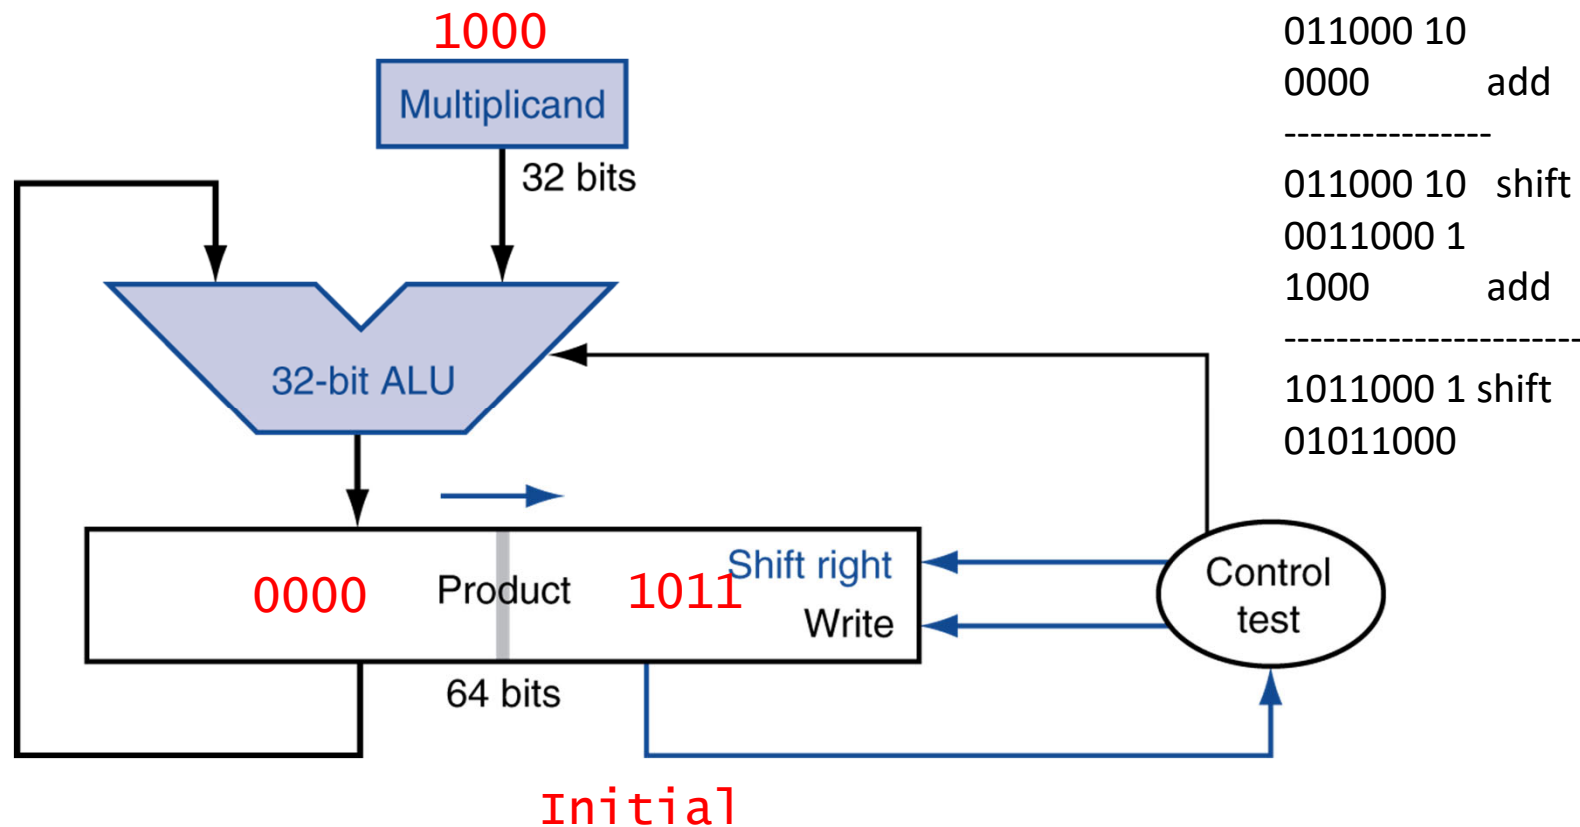 1000
Multiplicand
32 bits
32-bit ALU
0000
Product
1011
Shift right
Write
64 bits
Control
test
Initial
011000 10
0000 add
----------------
011000 10 shift
0011000 1
1000 add
-----------------------
1011000 1 shift
01011000